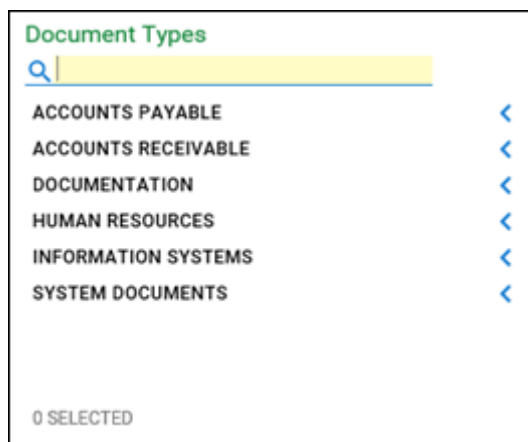 Document Types
ACCOUNTS PAYABLE
ACCOUNTS RECEIVABLE
DOCUMENTATION
HUMAN RESOURCES
INFORMATION SYSTEMS
SYSTEM DOCUMENTS
0 SELECTED